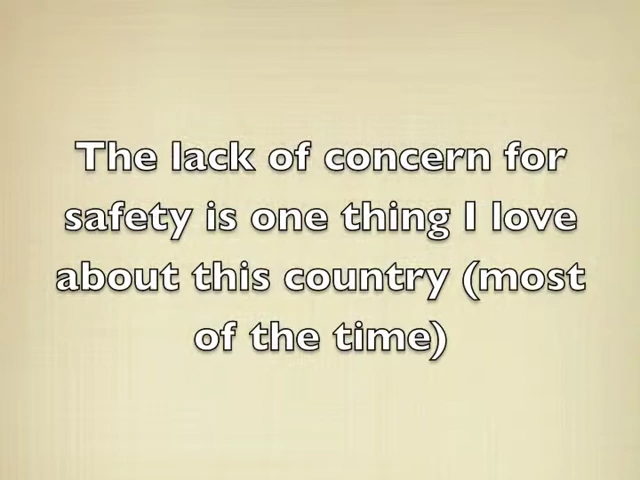 The lack of concern for
safety is one thing I love
about this country (most
of the time)